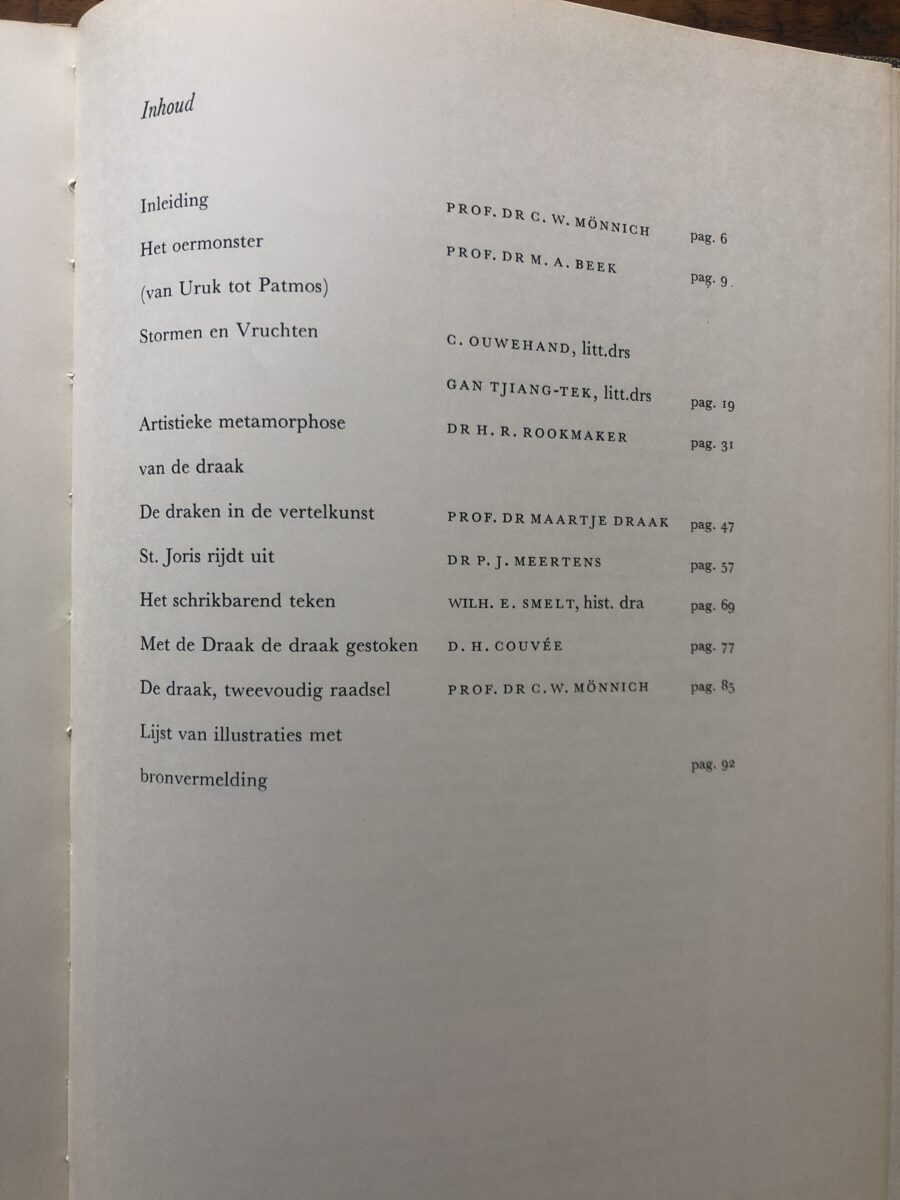 Inhoud
Inleiding PROF. DR C. W. MÖNNICH pag. 6
Het oermonster PROF. DR M. A. BEEK pag. 9
(van Uruk tot Patmos)
Stormen en Vruchten C. OUWEHAND, litt.drs
GAN TJIANG-TEK, litt.drs pag. 19
Artistieke metamorphose DR H. R. ROOKMAKER pag. 31
van de draak
De draken in de vertelkunst PROF. DR MAARTJE DRAAK pag. 47
St. Joris rijdt uit DR P. J. MEERTENS pag. 57
Het schrikbarend teken WILH. E. SMELT, hist. dra pag. 69
Met de Draak de draak gestoken D. H. COUVÉE pag. 77
De draak, tweevoudig raadsel PROF. DR C. W. MÖNNICH pag. 85
Lijst van illustraties met
bronvermelding pag. 92